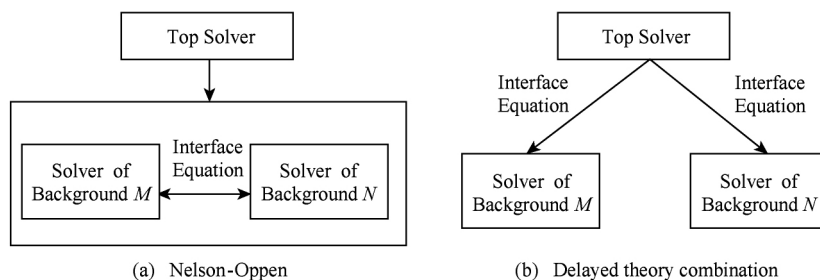 Top Solver
Interface
Equation
Solver of
Background M
Solver of
Background N
(a) Nelson-Oppen
Top Solver
Interface
Equation
Interface
Equation
Solver of
Background M
Solver of
Background N
(b) Delayed theory combination